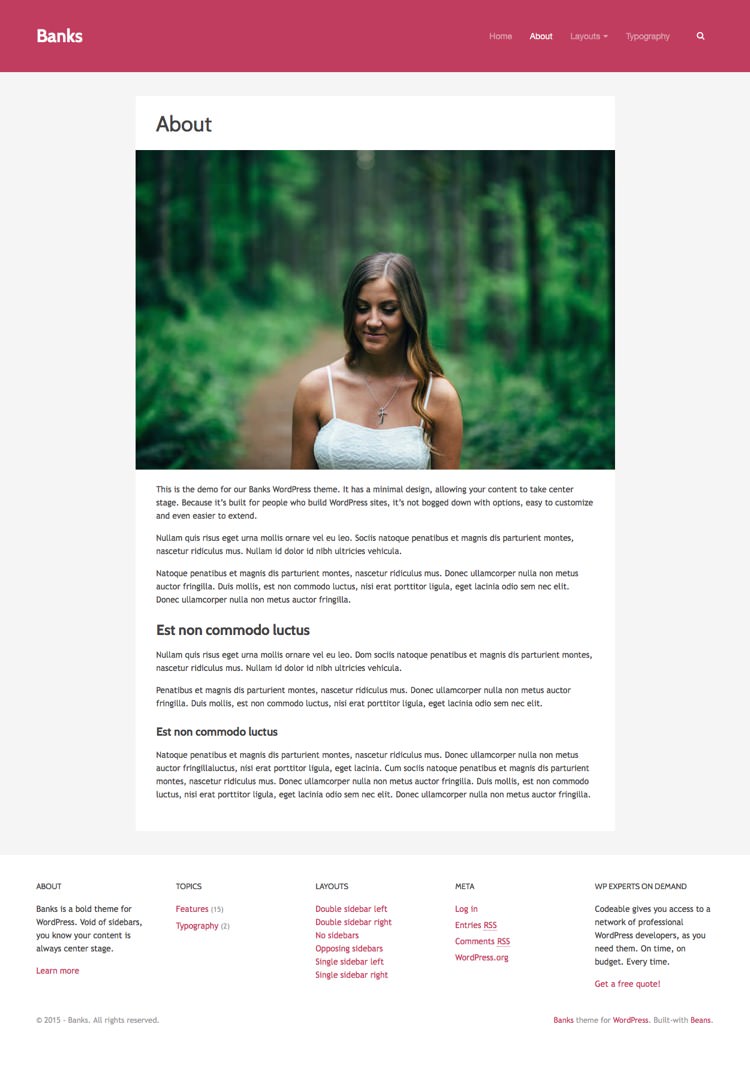 Banks
Home About Layouts Typography
About
This is the demo for our Banks WordPress theme. It has a minimal design, allowing your content to take center
stage. Because it's built for people who build WordPress sites, it's not bogged down with options, easy to customize
and even easier to extend.
Nullam quis risus eget urna mollis ornare vel eu leo. Sociis natoque penatibus et magnis dis parturient montes,
nascetur ridiculus mus. Nullam id dolor id nibh ultricies vehicula.
Natoque penatibus et magnis dis parturient montes, nascetur ridiculus mus. Donec ullamcorper nulla non metus
auctor fringilla. Duis mollis, est non commodo luctus, nisi erat porttitor ligula, eget lacinia odio sem nec elit.
Donec ullamcorper nulla non metus auctor fringilla.
Est non commodo luctus
Nullam quis risus eget urna mollis ornare vel eu leo. Dom sociis natoque penatibus et magnis dis parturient montes,
nascetur ridiculus mus. Nullam id dolor id nibh ultricies vehicula.
Penatibus et magnis dis parturient montes, nascetur ridiculus mus. Donec ullamcorper nulla non metus auctor
fringilla. Duis mollis, est non commodo luctus, nisi erat porttitor ligula, eget lacinia odio sem nec elit.
Est non commodo luctus
Natoque penatibus et magnis dis parturient montes, nascetur ridiculus mus. Donec ullamcorper nulla non metus
auctor fringillaluctus, nisi erat porttitor ligula, eget lacinia. Cum sociis natoque penatibus et magnis dis parturient
montes, nascetur ridiculus mus. Donec ullamcorper nulla non metus auctor fringilla. Duis mollis, est non commodo
luctus, nisi erat porttitor ligula, eget lacinia odio sem nec elit. Donec ullamcorper nulla non metus auctor fringilla.
ABOUT
Banks is a bold theme for
WordPress. Void of sidebars,
you know your content is
always center stage.
Learn more
TOPICS
Features (15)
Typography (2)
LAYOUTS
Double sidebar left
Double sidebar right
No sidebars
Opposing sidebars
Single sidebar left
Single sidebar right
META
Log in
Entries RSS
Comments RSS
WordPress.org
WP EXPERTS ON DEMAND
Codeable gives you access to a
network of professional
WordPress developers, as you
need them. On time, on
budget. Every time.
Get a free quote!
© 2015 - Banks. All rights reserved.
Banks theme for WordPress. Built-with Beans.